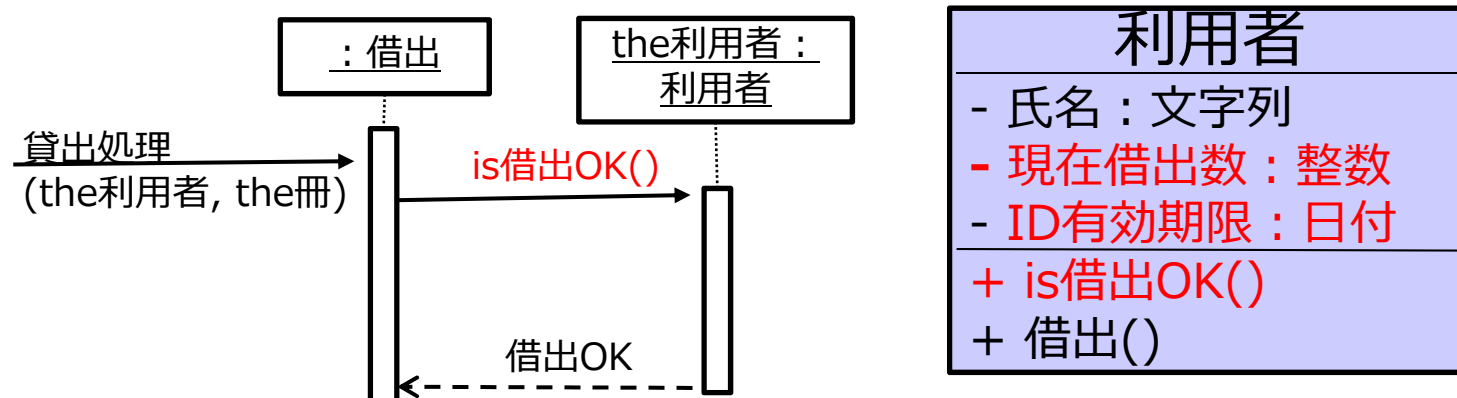 ：借出
the利用者：
利用者
貸出処理
(the利用者, the冊)
is借出OK()
借出OK
利用者
- 氏名：文字列
- 現在借出数：整数
- ID有効期限：日付
+ is借出OK()
+ 借出()